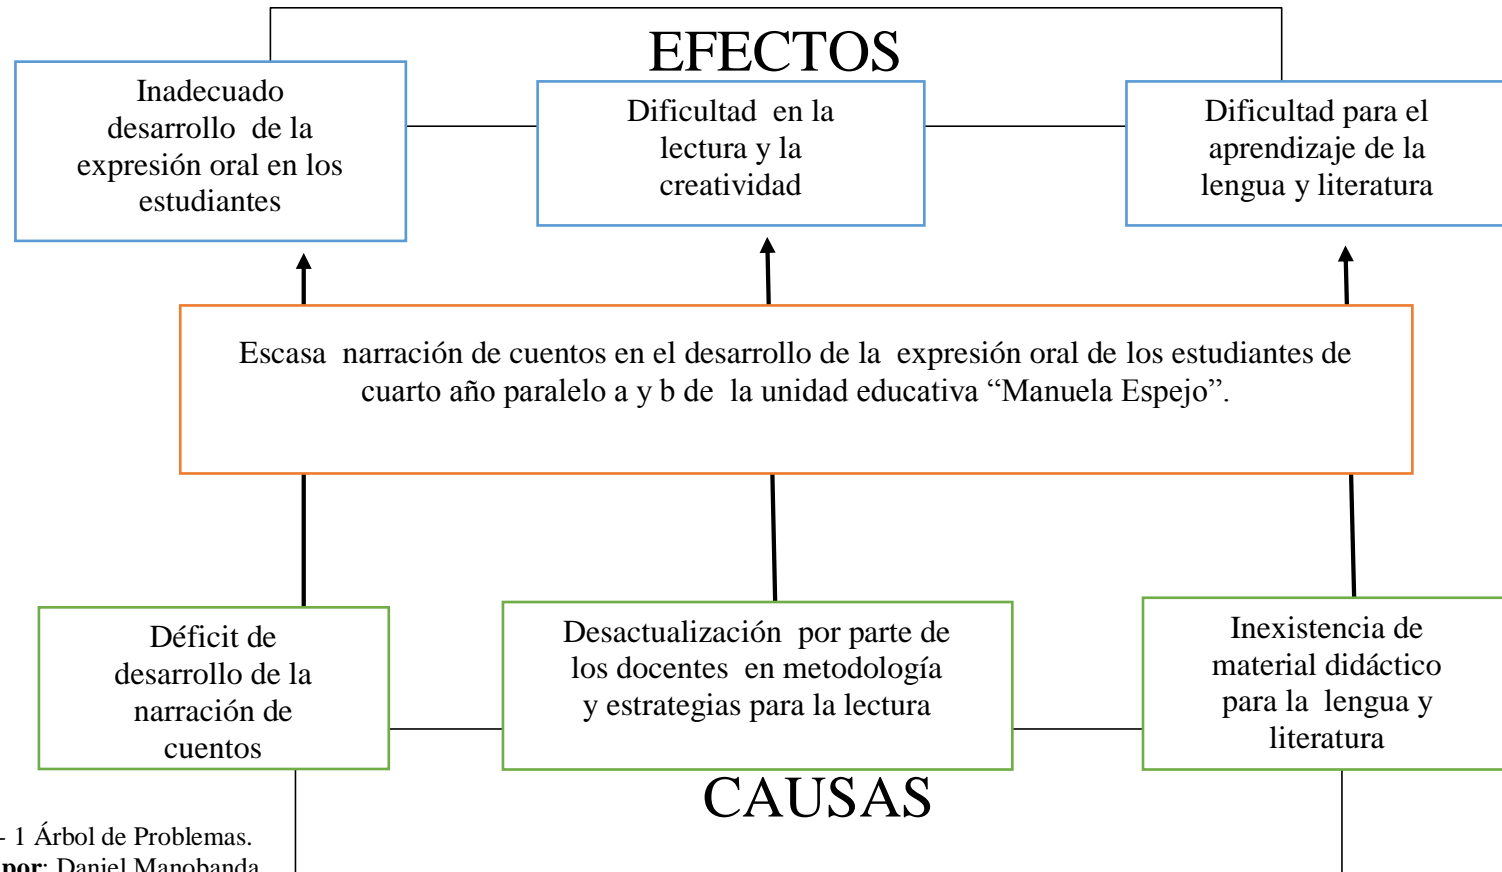 EFECTOS
Inadecuado
desarrollo de la
expresión oral en los
estudiantes
Dificultad en la
lectura y la
creatividad
Dificultad para el
aprendizaje de la
lengua y literatura
Escasa narración de cuentos en el desarrollo de la expresión oral de los estudiantes de
cuarto año paralelo a y b de la unidad educativa “Manuela Espejo”.
Déficit de
desarrollo de la
narración de
cuentos
Desactualización por parte de
los docentes en metodología
y estrategias para la lectura
Inexistencia de
material didáctico
para la lengua y
literatura
CAUSAS
- 1 Árbol de Problemas.
por: Daniel Manobanda